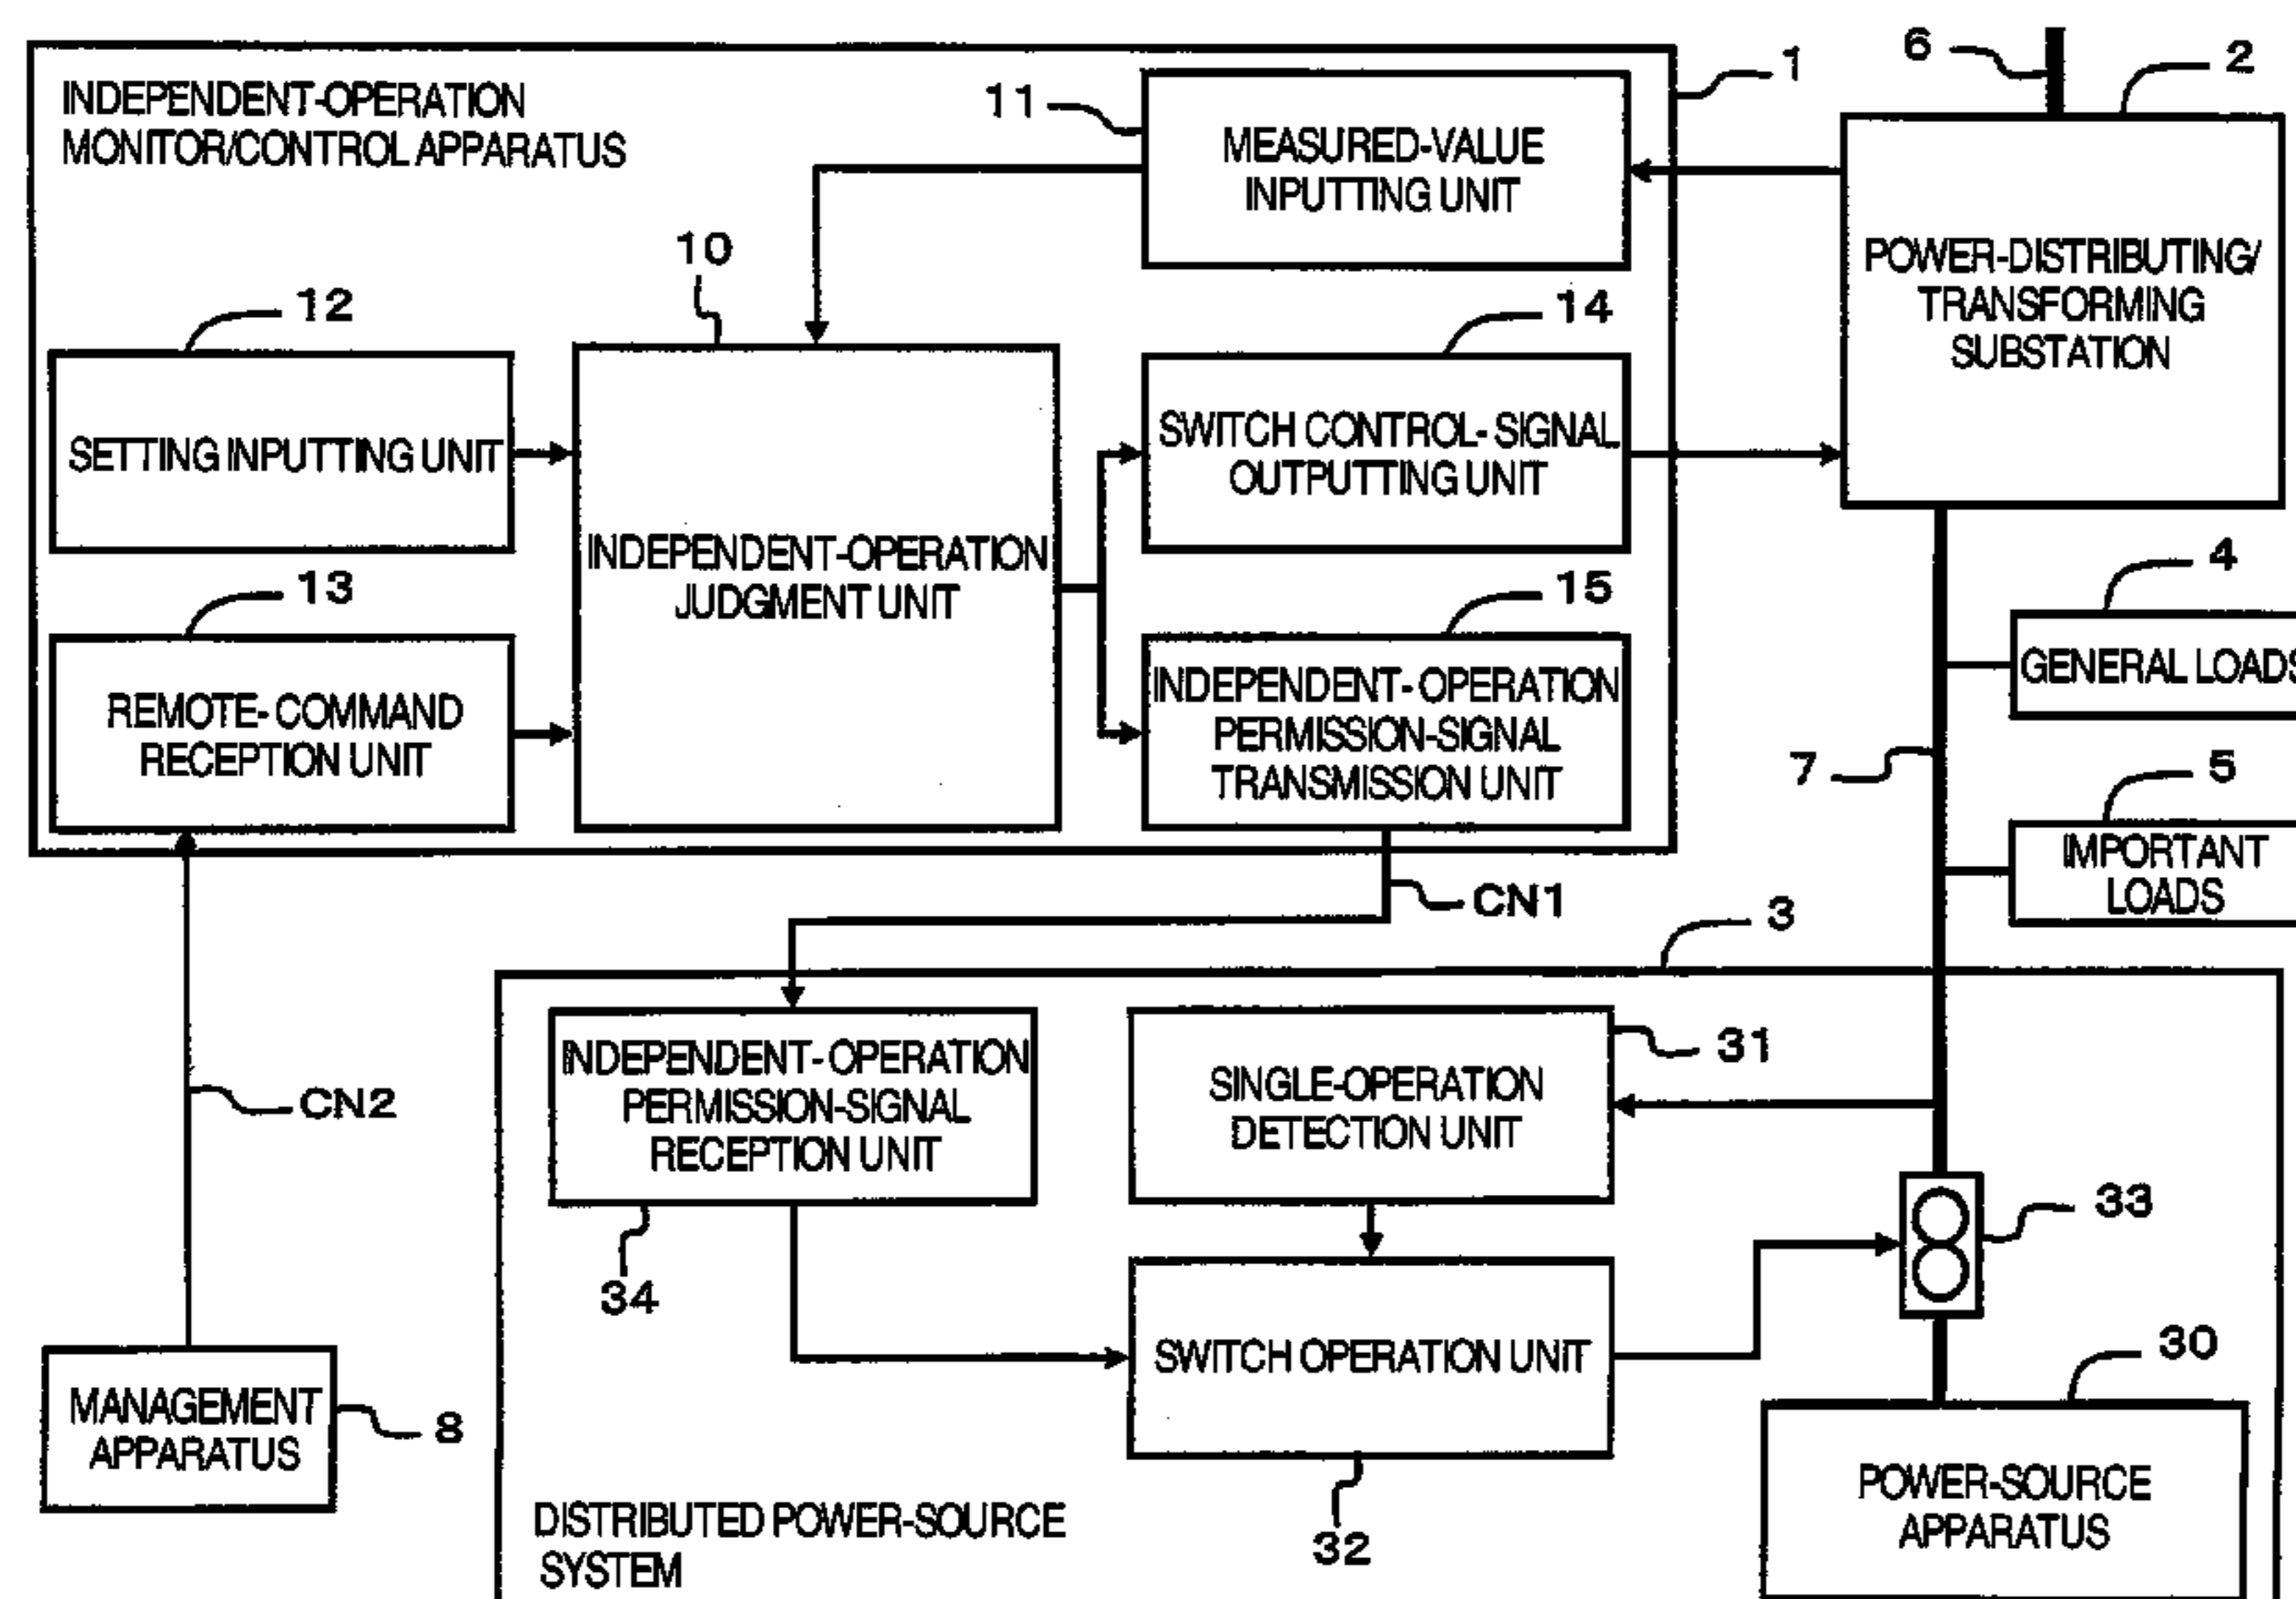 INDEPENDENT-OPERATION
MONITOR/CONTROL APPARATUS
1
6
2
11
MEASURED-VALUE
INPUTTING UNIT
POWER-DISTRIBUTING/
TRANSFORMING
SUBSTATION
10
12
SETTING INPUTTING UNIT
14
SWITCH CONTROL- SIGNAL
OUTPUTTING UNIT
INDEPENDENT-OPERATION
JUDGMENT UNIT
13
REMOTE- COMMAND
RECEPTION UNIT
15
INDEPENDENT- OPERATION
PERMISSION-SIGNAL
TRANSMISSION UNIT
4
GENERAL LOADS
7
5
IMPORTANT
LOADS
CN1
3
CN2
INDEPENDENT- OPERATION
PERMISSION-SIGNAL
RECEPTION UNIT
34
SINGLE-OPERATION
DETECTION UNIT
31
33
SWITCH OPERATION UNIT
32
30
POWER-SOURCE
APPARATUS
MANAGEMENT
APPARATUS
8
DISTRIBUTED POWER-SOURCE
SYSTEM